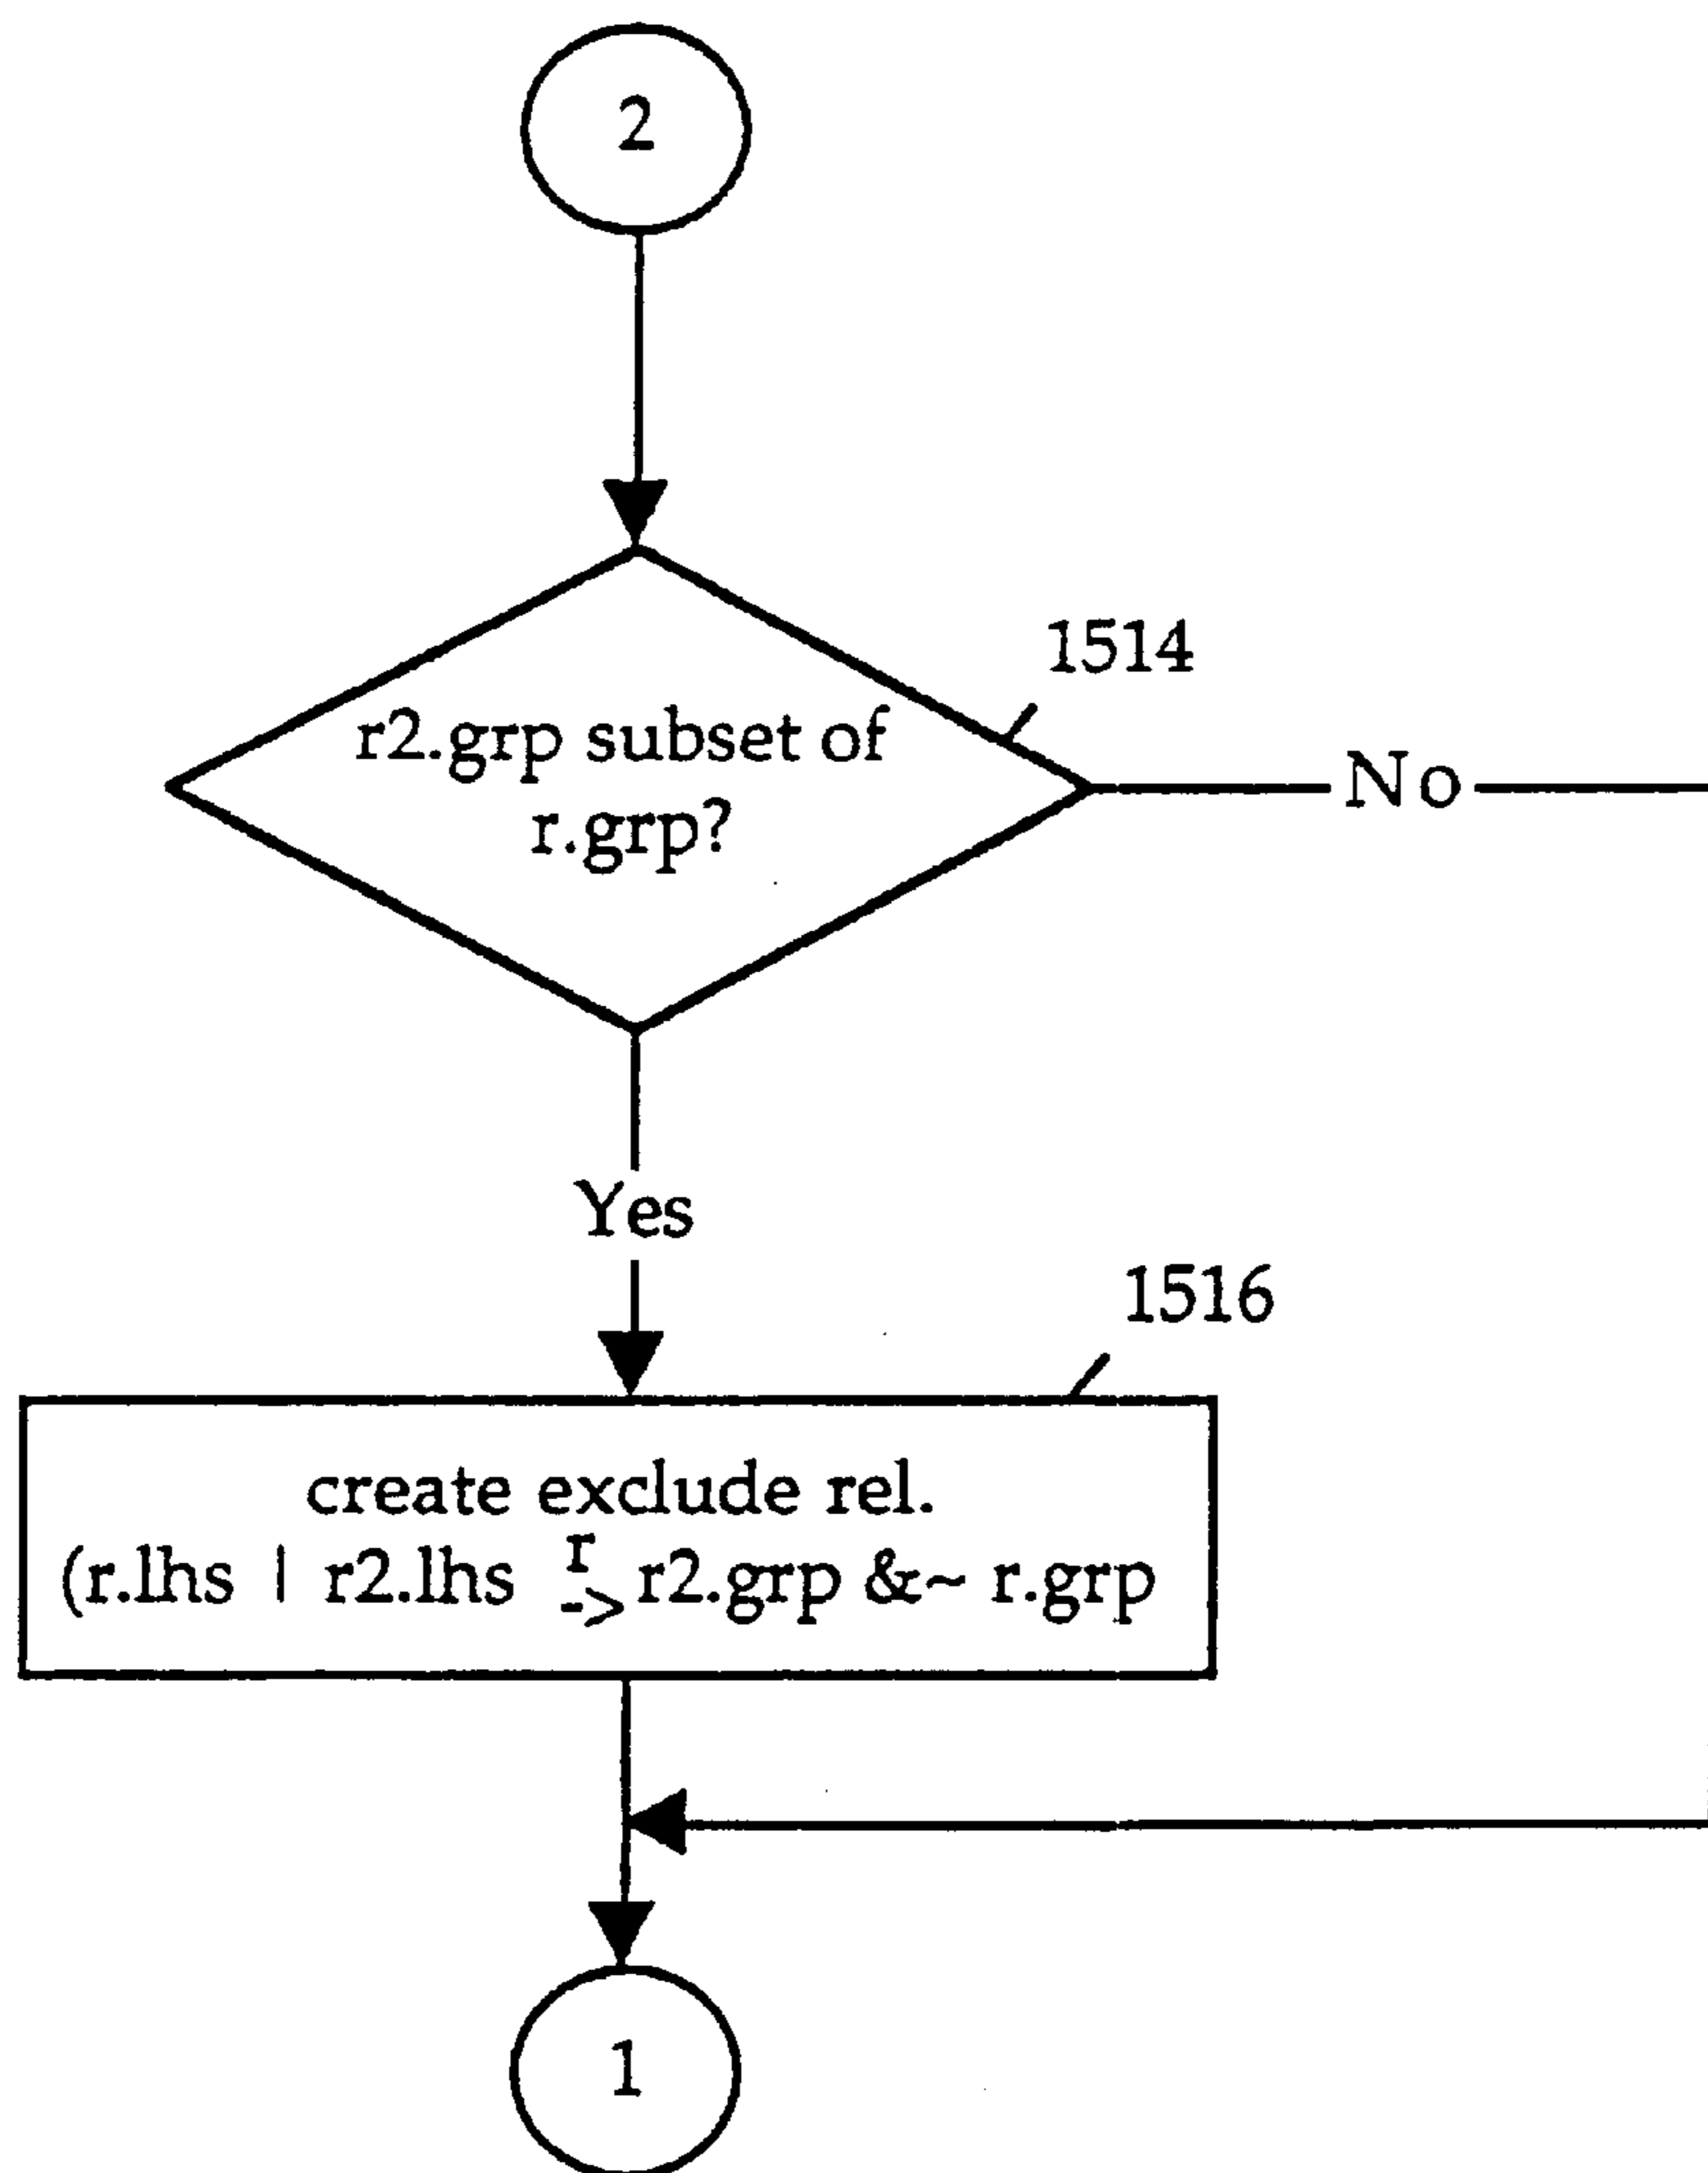 2
1514
r2.grp subset of
r.grp?
No
Yes
1516
create exclude rel.
r
(r.lhs | r2.lhs -> r2.grp &~ r.grp
1